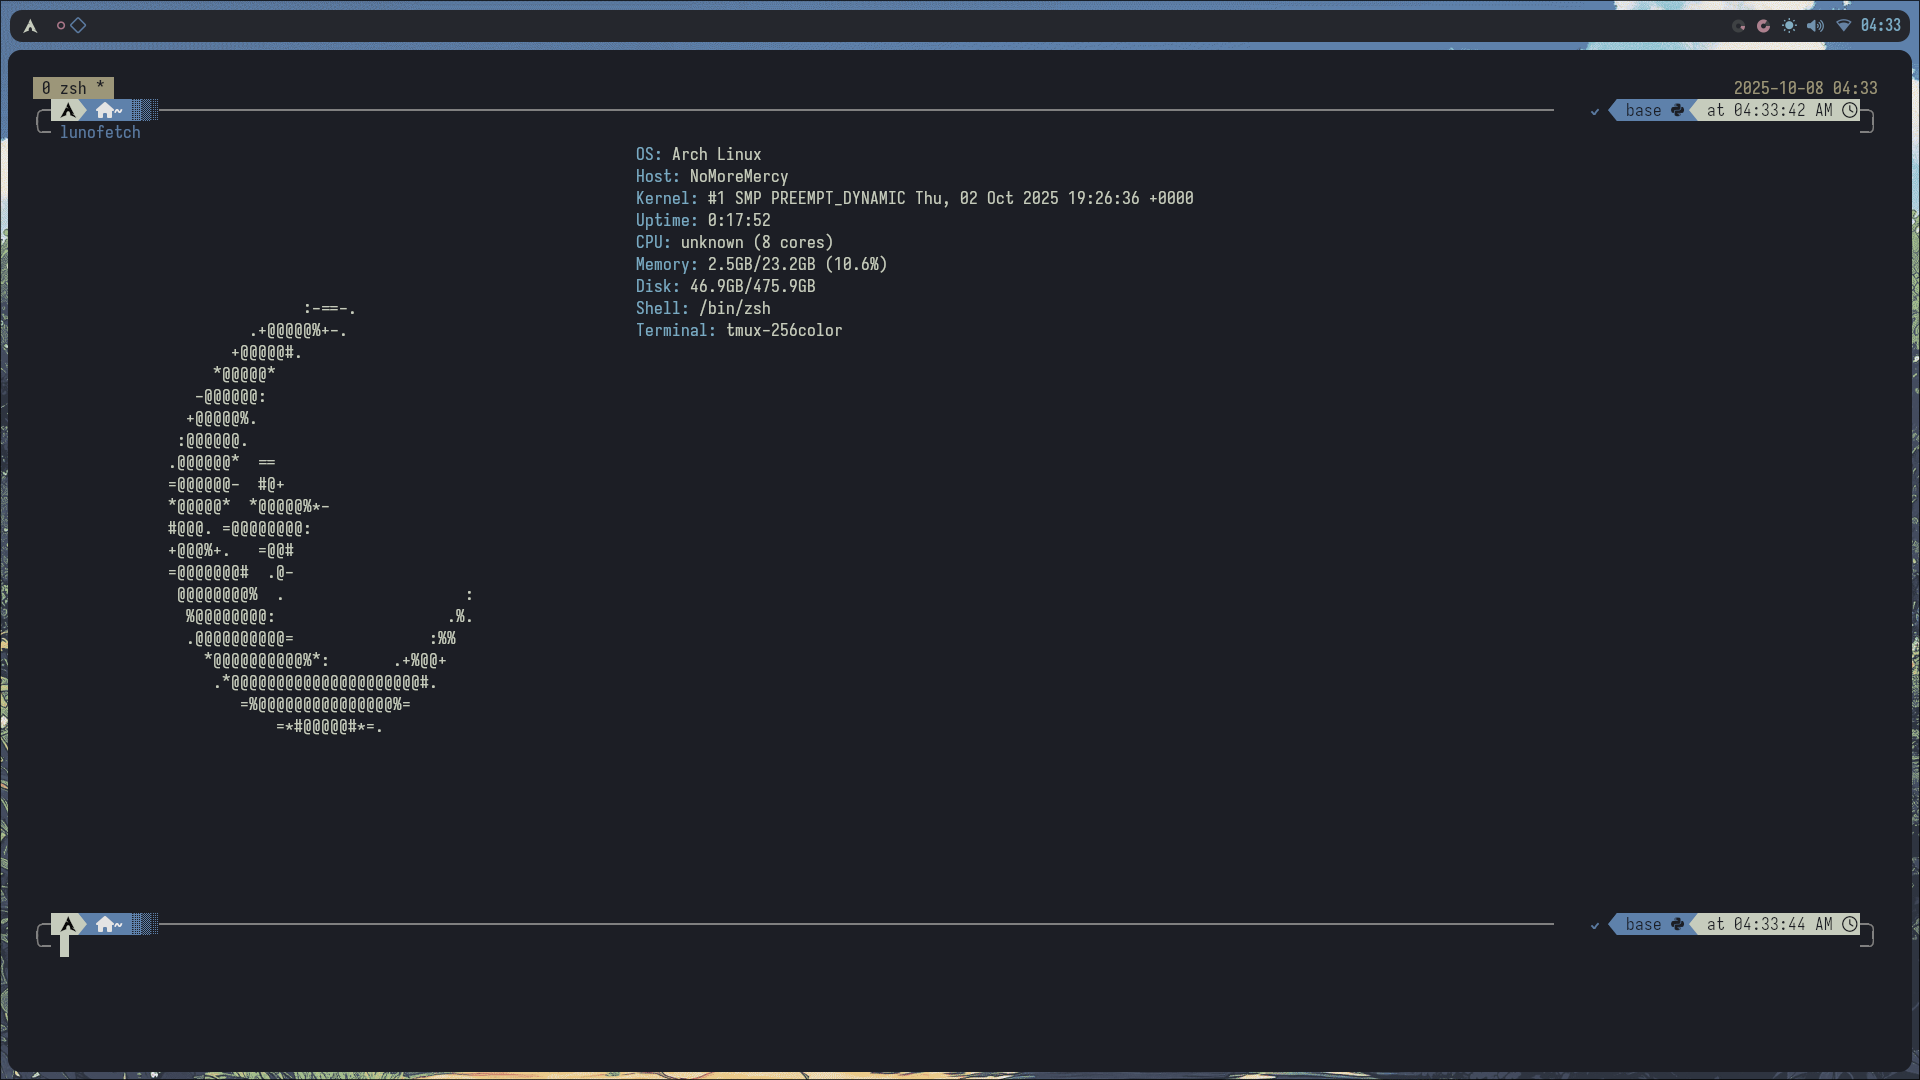 04:33
0 zsh *
2025-10-08 04:33
~
base
at 04:33:42 AM
lunofetch
OS: Arch Linux
Host: NoMoreMercy
Kernel: #1 SMP PREEMPT_DYNAMIC Thu, 02 Oct 2025 19:26:36 +0000
Uptime: 0:17:52
CPU: unknown (8 cores)
Memory: 2.5GB/23.2GB (10.6%)
Disk: 46.9GB/475.9GB
Shell: /bin/zsh
Terminal: tmux-256color
:-==-.
.+@@@@@%+-.
+@@@@@#.
*@@@@@*
-@@@@@@:
+@@@@@%.
:@@@@@@.
.@@@@@@*  ==
=@@@@@@-  #@+
*@@@@@*  *@@@@@%*-
#@@@. =@@@@@@@@:
+@@@%+.   =@@#
=@@@@@@@#  .@-
@@@@@@@@%  .                    :
%@@@@@@@@:                   .%.
.@@@@@@@@@@=               :%%
*@@@@@@@@@@%*:       .+%@@+
.*@@@@@@@@@@@@@@@@@@@@@#.
=%@@@@@@@@@@@@@@@%=
=*#@@@@@#*=.
~
base
at 04:33:44 AM